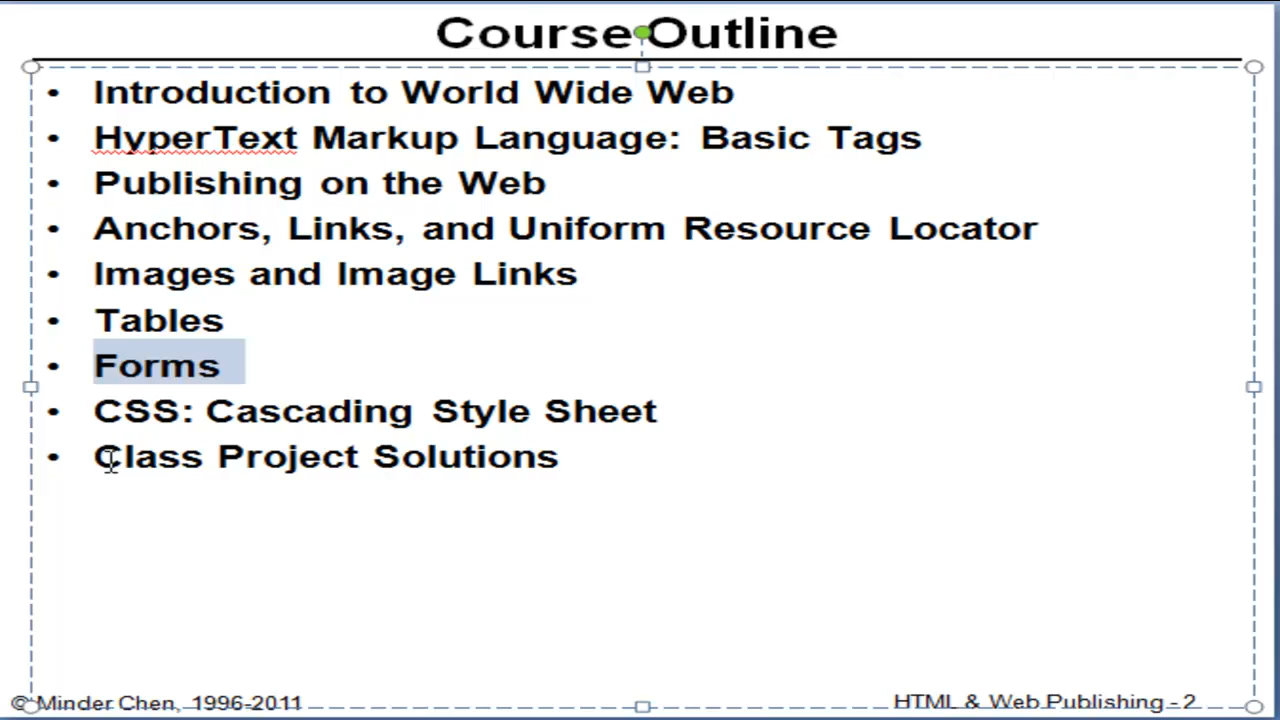 Course Outline
• Introduction to World Wide Web
• HyperText Markup Language: Basic Tags
• Publishing on the Web
• Anchors, Links, and Uniform Resource Locator
• Images and Image Links
• Tables
• Forms
• CSS: Cascading Style Sheet
• Class Project Solutions
© Minder Chen, 1996-2011
HTML & Web Publishing - 2